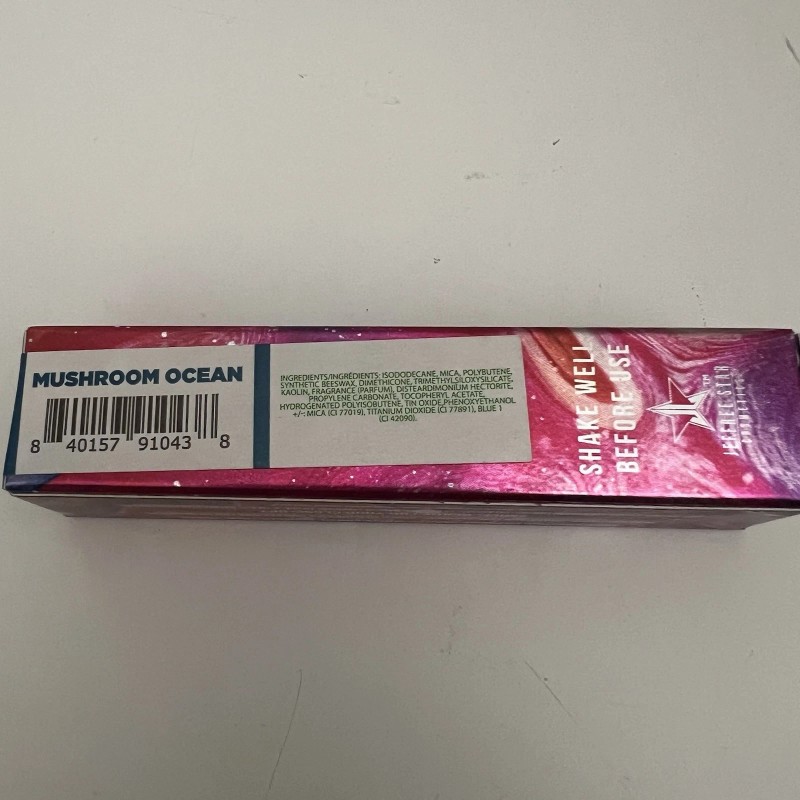 MUSHROOM OCEAN
8 40157 91043 8
INGREDIENTS/INGRÉDIENTS: ISODODECANE, MICA, POLYBUTENE,
SYNTHETIC BEESWAX, DIMETHICONE, TRIMETHYLSILOXYSILICATE,
KAOLIN, FRAGRANCE (PARFUM), DISTEARDIMONIUM HECTORITE,
PROPYLENE CARBONATE, TOCOPHERYL ACETATE,
HYDROGENATED POLYISOBUTENE, TIN OXIDE,PHENOXYETHANOL
+/-: MICA (CI 77019), TITANIUM DIOXIDE (CI 77891), BLUE 1
(CI 42090).
SHAKE WELL
BEFORE USE
JEFFREE STAR
COSMETICS
TM